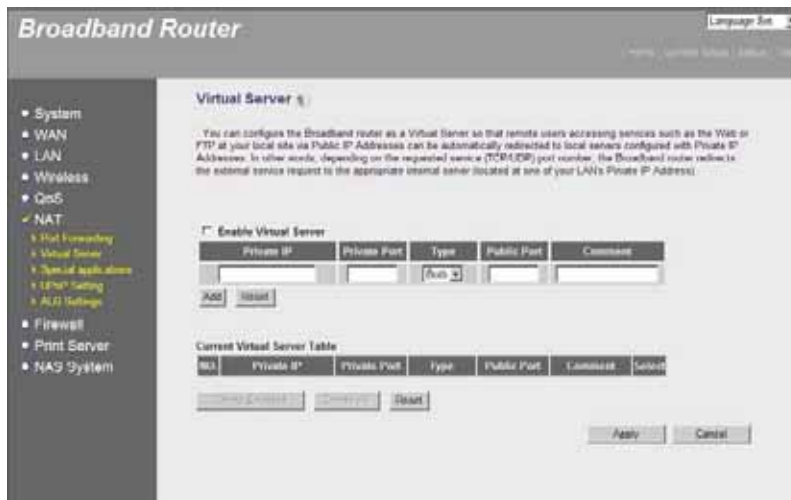 Broadband Router
Language
System
WAN
LAN
Wireless
QoS
NAT
Port Forwarding
Virtual Server
Special applications
UPnP Setting
ALG Settings
Firewall
Print Server
NAS System
Virtual Server
You can configure the Broadband router as a Virtual Server so that remote users accessing services such as the Web or
FTP at your local site via Public IP Addresses can be automatically redirected to local servers configured with Private IP
Addresses. In other words, depending on the requested service (TCP/UDP) port number, the Broadband router redirects
the external service request to the appropriate internal server (located at one of your LAN's Private IP Address).
Enable Virtual Server
Private IP Private Port Type Public Port Comment
Both
Add Reset
Current Virtual Server Table
NO. Private IP Private Port Type Public Port Comment Select
Reset
Apply Cancel